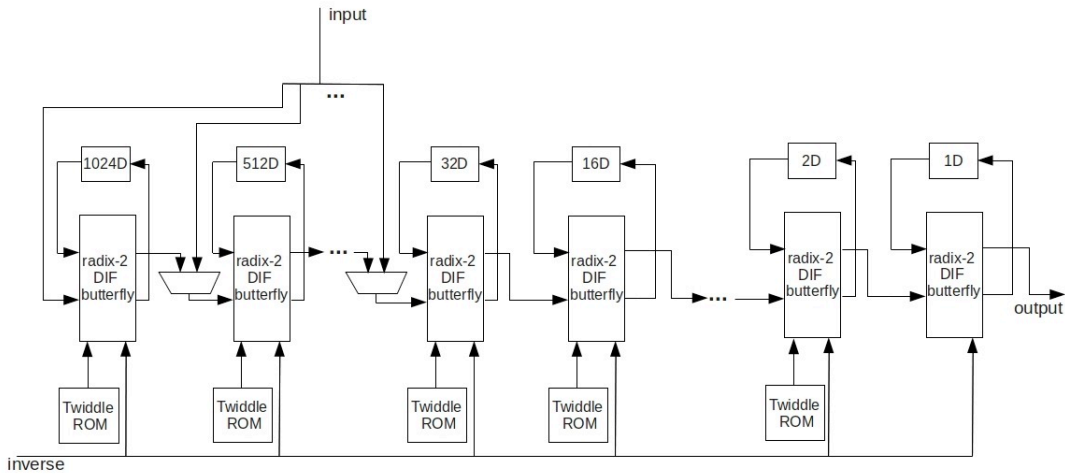 input
...
1024D
512D
32D
16D
2D
1D
radix-2
DIF
butterfly
radix-2
DIF
butterfly
...
radix-2
DIF
butterfly
radix-2
DIF
butterfly
...
radix-2
DIF
butterfly
radix-2
DIF
butterfly
output
Twiddle
ROM
Twiddle
ROM
Twiddle
ROM
Twiddle
ROM
Twiddle
ROM
inverse